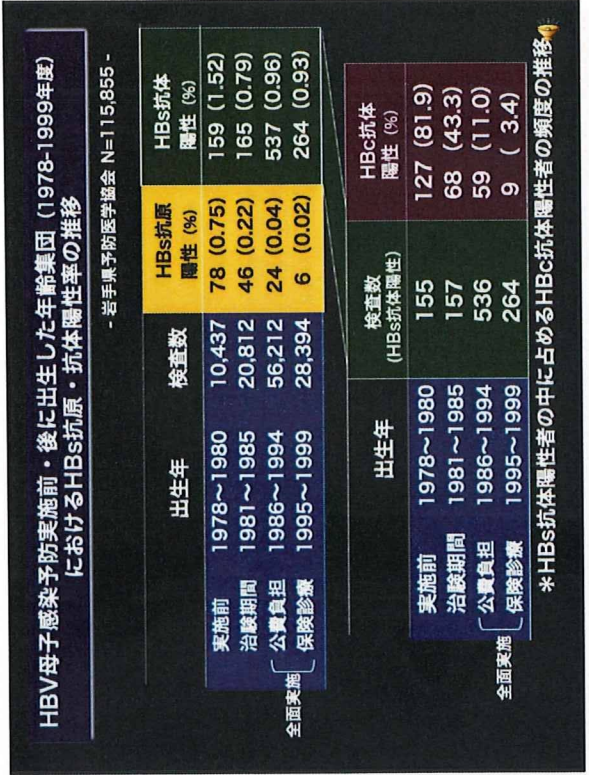 HBV母子感染予防実施前・後に出生した年齢集団（1978-1999年度）
におけるHBs抗原・抗体陽性率の推移
- 岩手県予防医学協会 N=115,855 -
出生年 検査数 HBs抗原 陽性 (%) HBs抗体 陽性 (%)
実施前 1978～1980 10,437 78 (0.75) 159 (1.52)
治験期間 1981～1985 20,812 46 (0.22) 165 (0.79)
公費負担 1986～1994 56,212 24 (0.04) 537 (0.96)
保険診療 1995～1999 28,394 6 (0.02) 264 (0.93)
全面実施
出生年 検査数 (HBs抗体陽性) HBc抗体 陽性 (%)
実施前 1978～1980 155 127 (81.9)
治験期間 1981～1985 157 68 (43.3)
公費負担 1986～1994 536 59 (11.0)
保険診療 1995～1999 264 9 ( 3.4)
全面実施
＊HBs抗体陽性者の中に占めるHBc抗体陽性者の頻度の推移